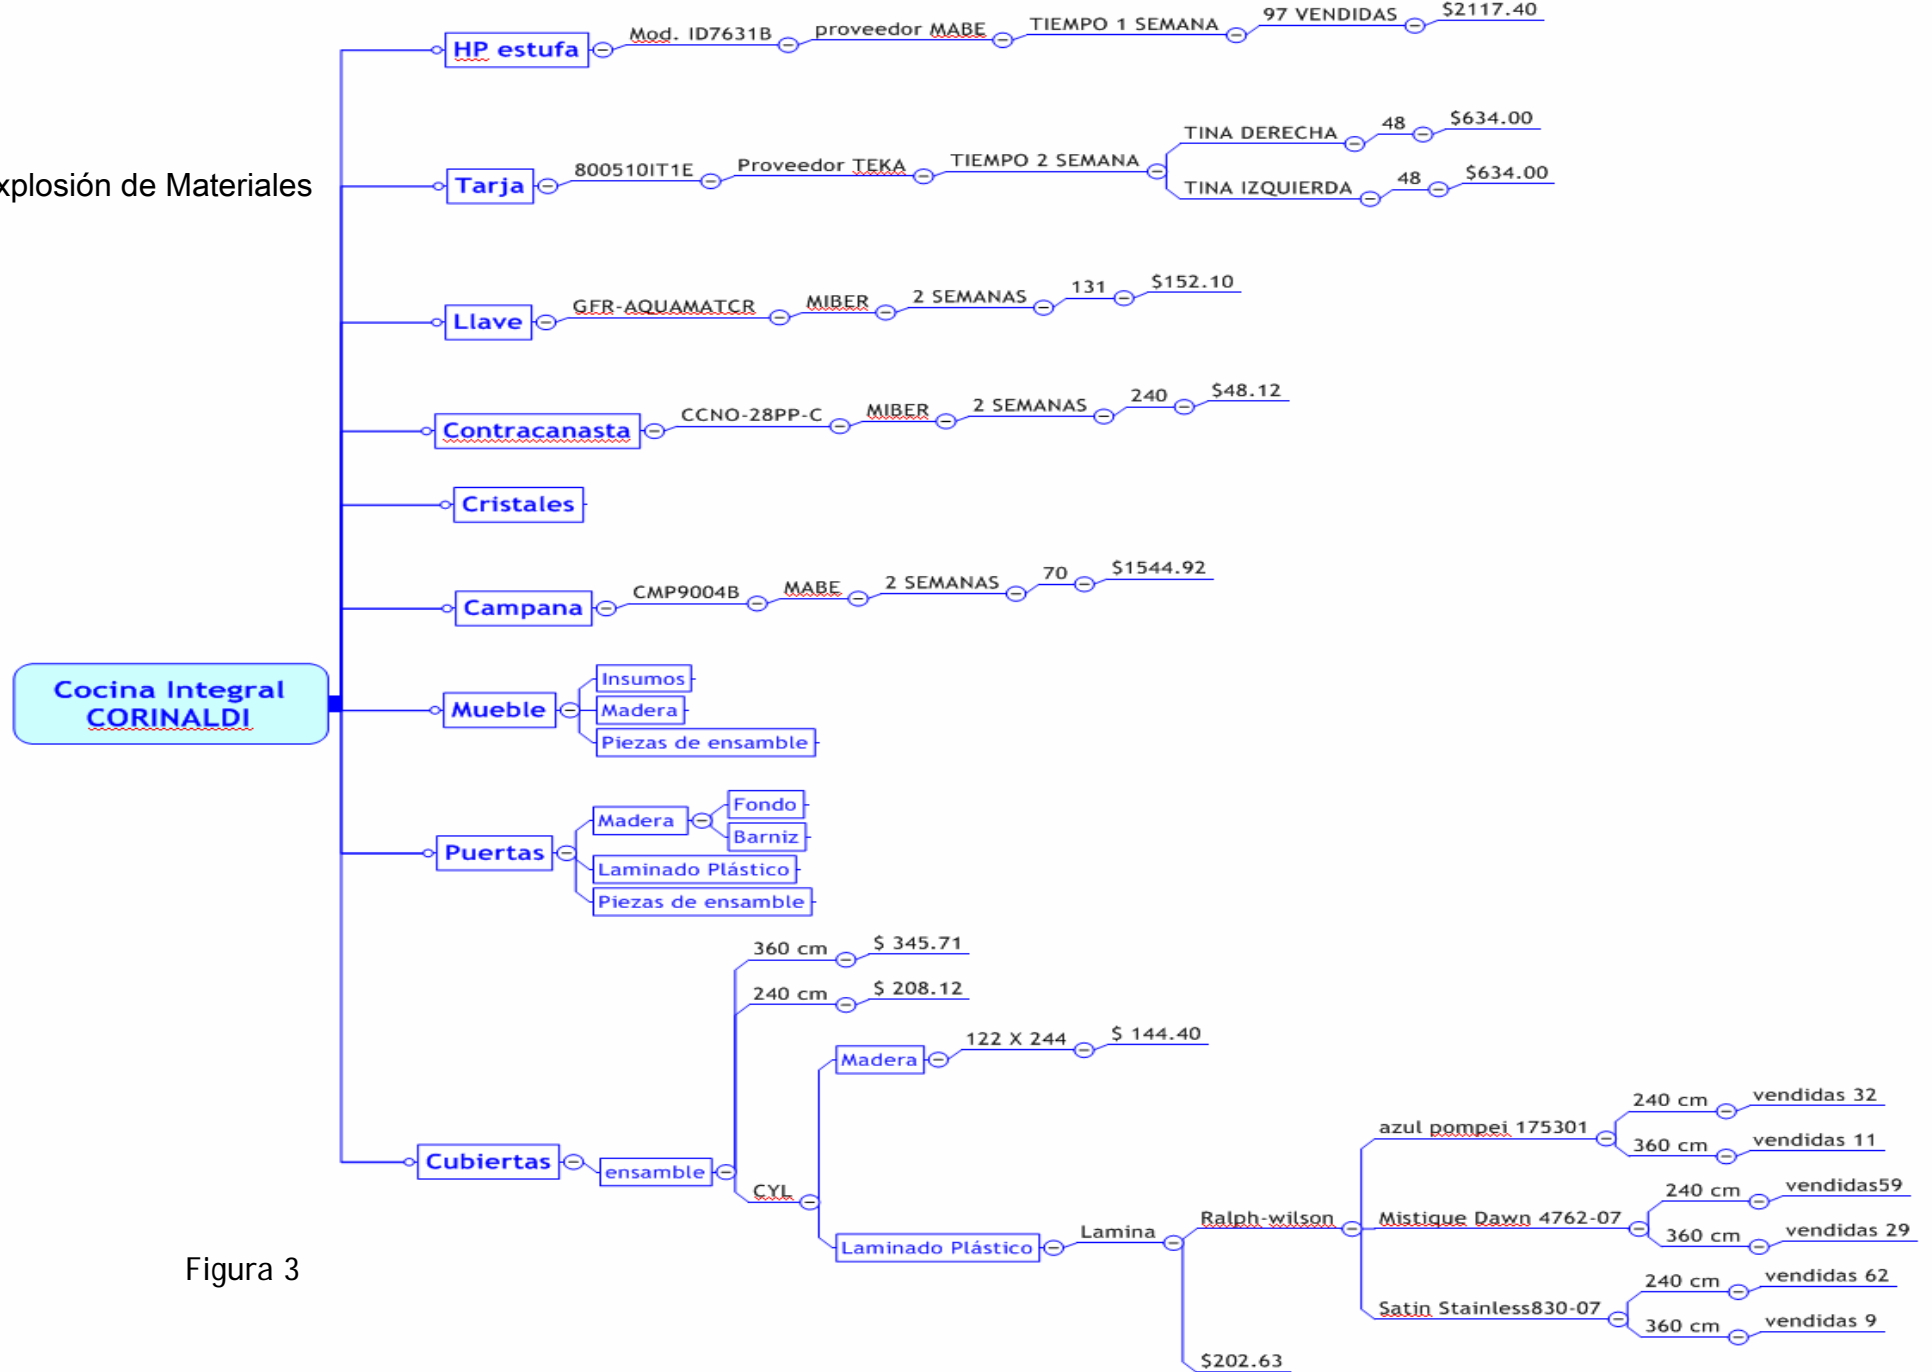 HP estufa
Mod. ID7631B
proveedor MABE
TIEMPO 1 SEMANA
97 VENDIDAS
$2117.40
xplosión de Materiales
Tarja
800510IT1E
Proveedor TEKA
TIEMPO 2 SEMANA
TINA DERECHA
48
$634.00
TINA IZQUIERDA
48
$634.00
Llave
GFR-AQUAMATCR
MIBER
2 SEMANAS
131
$152.10
Contracanasta
CCNO-28PP-C
MIBER
2 SEMANAS
240
$48.12
Cristales
Campana
CMP9004B
MABE
2 SEMANAS
70
$1544.92
Cocina Integral
CORINALDI
Mueble
Insumos
Madera
Piezas de ensamble
Puertas
Madera
Fondo
Barniz
Laminado Plástico
Piezas de ensamble
Cubiertas
ensamble
360 cm
$ 345.71
240 cm
$ 208.12
CYL
Madera
122 X 244
$ 144.40
Laminado Plástico
Lamina
Ralph-wilson
azul pompei 175301
240 cm
vendidas 32
360 cm
vendidas 11
Mistique Dawn 4762-07
240 cm
vendidas59
360 cm
vendidas 29
Satin Stainless830-07
240 cm
vendidas 62
360 cm
vendidas 9
$202.63
Figura 3